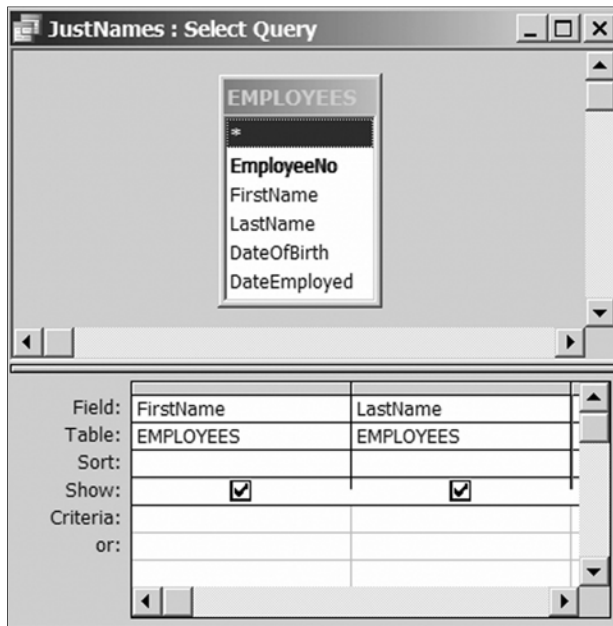 JustNames : Select Query
EMPLOYEES
*
EmployeeNo
FirstName
LastName
DateOfBirth
DateEmployed
Field: FirstName LastName
Table: EMPLOYEES EMPLOYEES
Sort:
Show:
Criteria:
or: